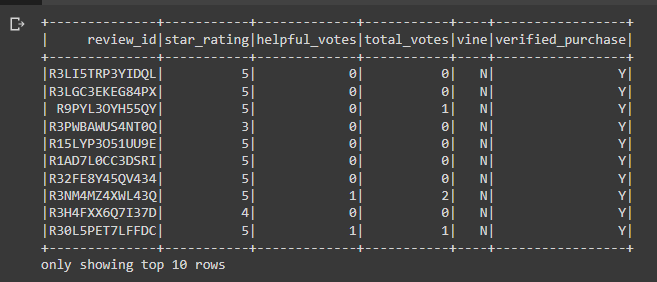 +--------------+-----------+-------------+-----------+----+-----------------+
|     review_id|star_rating|helpful_votes|total_votes|vine|verified_purchase|
+--------------+-----------+-------------+-----------+----+-----------------+
|R3LI5TRP3YIDQL|          5|            0|          0|   N|                Y|
|R3LGC3EKEG84PX|          5|            0|          0|   N|                Y|
| R9PYL3OYH55QY|          5|            0|          1|   N|                Y|
|R3PWBAWUS4NT0Q|          3|            0|          0|   N|                Y|
|R15LYP3O51UU9E|          5|            0|          0|   N|                Y|
|R1AD7L0CC3DSRI|          5|            0|          0|   N|                Y|
|R32FE8Y45QV434|          5|            0|          0|   N|                Y|
|R3NM4MZ4XWL43Q|          5|            1|          2|   N|                Y|
|R3H4FXX6Q7I37D|          4|            0|          0|   N|                Y|
|R30L5PET7LFFDC|          5|            1|          1|   N|                Y|
+--------------+-----------+-------------+-----------+----+-----------------+
only showing top 10 rows